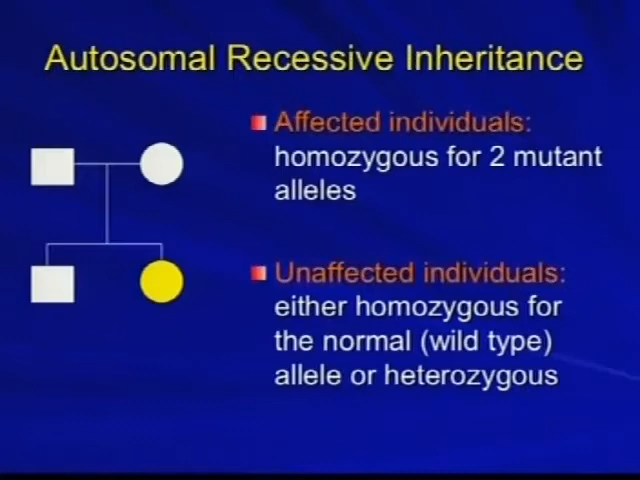 Autosomal Recessive Inheritance
Affected individuals:
homozygous for 2 mutant
alleles
Unaffected individuals:
either homozygous for
the normal (wild type)
allele or heterozygous